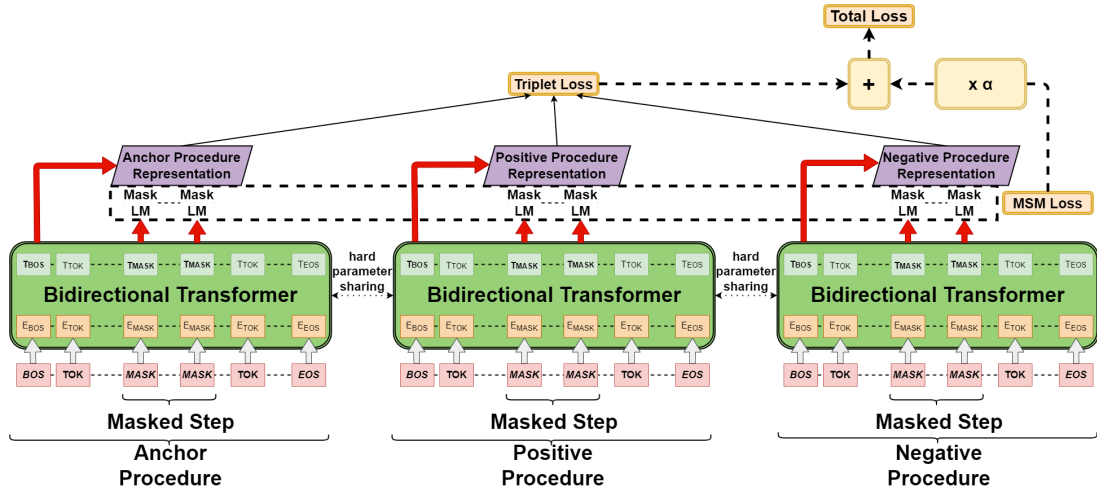 Total Loss
Triplet Loss
+
x α
Anchor Procedure
Representation
Positive Procedure
Representation
Negative Procedure
Representation
Mask Mask
LM LM
Mask Mask
LM LM
Mask Mask
LM LM
MSM Loss
TBOS TTOK TMASK TMASK TTOK TEOS
Bidirectional Transformer
EBOS ETOK EMASK EMASK ETOK EEOS
hard
parameter
sharing
TBOS TTOK TMASK TMASK TTOK TEOS
Bidirectional Transformer
EBOS ETOK EMASK EMASK ETOK EEOS
hard
parameter
sharing
TBOS TTOK TMASK TMASK TTOK TEOS
Bidirectional Transformer
EBOS ETOK EMASK EMASK ETOK EEOS
BOS TOK MASK MASK TOK EOS
BOS TOK MASK MASK TOK EOS
BOS TOK MASK MASK TOK EOS
Masked Step
Masked Step
Masked Step
Anchor
Procedure
Positive
Procedure
Negative
Procedure